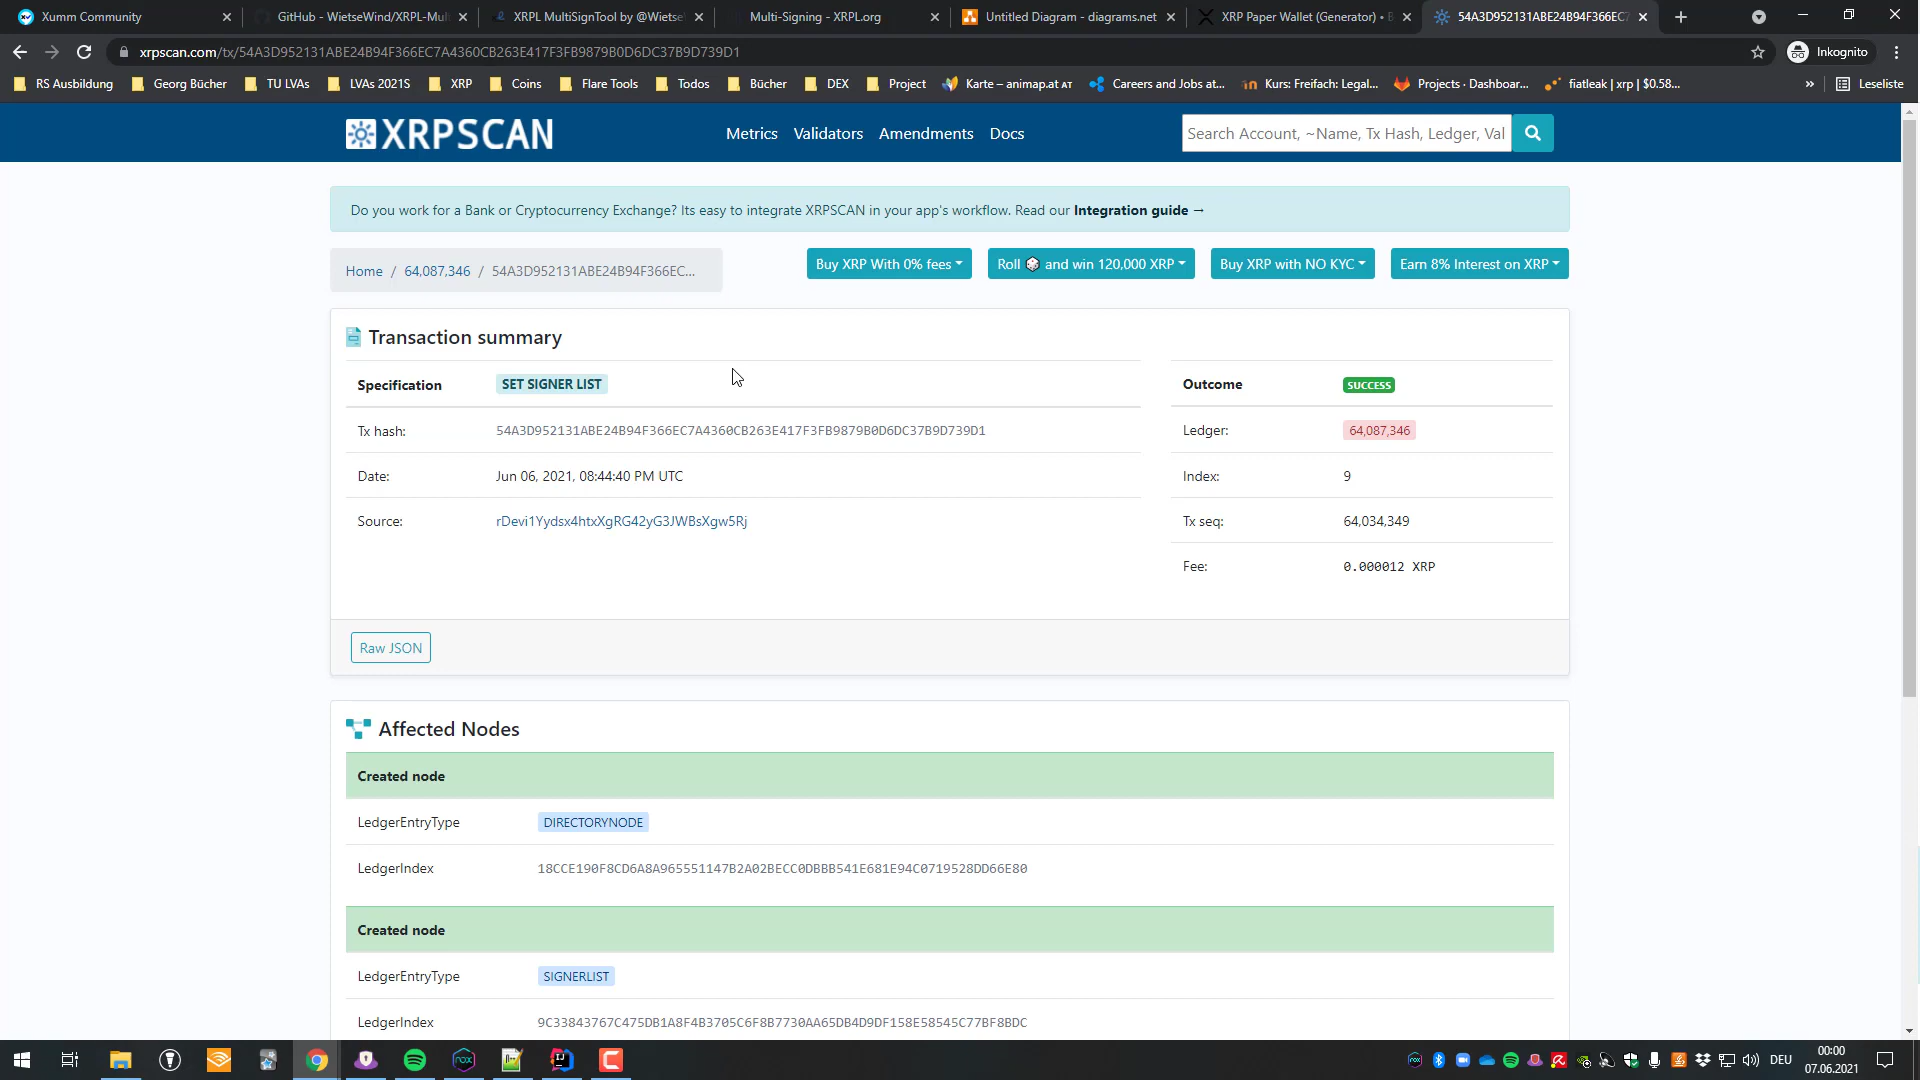 Xumm Community
GitHub - WietseWind/XRPL-Mul
XRPL MultiSignTool by @Wietse
Multi-Signing - XRPL.org
Untitled Diagram - diagrams.net
XRP Paper Wallet (Generator) • B
54A3D952131ABE24B94F366EC7
xrpscan.com/tx/54A3D952131ABE24B94F366EC7A4360CB263E417F3FB9879B0D6DC37B9D739D1
Inkognito
RS Ausbildung
Georg Bücher
TU LVAs
LVAs 2021S
XRP
Coins
Flare Tools
Todos
Bücher
DEX
Project
Karte – animap.at AT
Careers and Jobs at...
Kurs: Freifach: Legal...
Projects · Dashboar...
fiatleak | xrp | $0.58...
»
Leseliste
XRPSCAN
Metrics
Validators
Amendments
Docs
Search Account, ~Name, Tx Hash, Ledger, Val
Do you work for a Bank or Cryptocurrency Exchange? Its easy to integrate XRPSCAN in your app's workflow. Read our Integration guide →
Home / 64,087,346 / 54A3D952131ABE24B94F366EC...
Buy XRP With 0% fees
Roll and win 120,000 XRP
Buy XRP with NO KYC
Earn 8% Interest on XRP
Transaction summary
Specification SET SIGNER LIST
Tx hash: 54A3D952131ABE24B94F366EC7A4360CB263E417F3FB9879B0D6DC37B9D739D1
Date: Jun 06, 2021, 08:44:40 PM UTC
Source: rDevi1Yydsx4htxXgRG42yG3JWBsXgw5Rj
Outcome SUCCESS
Ledger: 64,087,346
Index: 9
Tx seq: 64,034,349
Fee: 0.000012 XRP
Raw JSON
Affected Nodes
Created node
LedgerEntryType DIRECTORYNODE
LedgerIndex 18CCE190F8CD6A8A965551147B2A02BECC0DBBB541E681E94C0719528DD66E80
Created node
LedgerEntryType SIGNERLIST
LedgerIndex 9C33843767C475DB1A8F4B3705C6F8B7730AA65DB4D9DF158E58545C77BF8BDC
DEU
00:00
07.06.2021